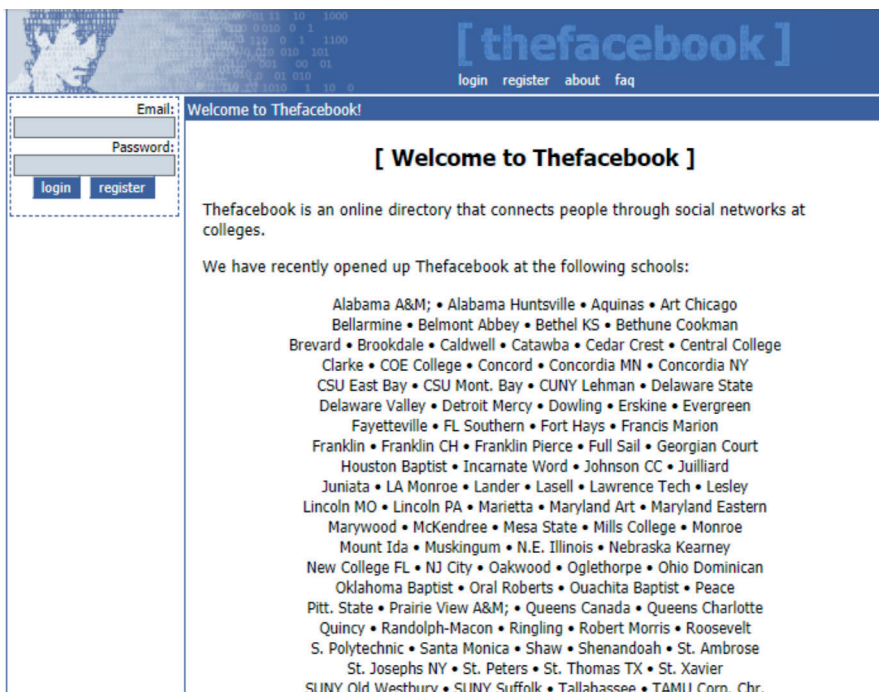 [ thefacebook ]
login register about faq
Email:
Password:
login register
Welcome to Thefacebook!
[ Welcome to Thefacebook ]
Thefacebook is an online directory that connects people through social networks at
colleges.
We have recently opened up Thefacebook at the following schools:
Alabama A&M; • Alabama Huntsville • Aquinas • Art Chicago
Bellarmine • Belmont Abbey • Bethel KS • Bethune Cookman
Brevard • Brookdale • Caldwell • Catawba • Cedar Crest • Central College
Clarke • COE College • Concord • Concordia MN • Concordia NY
CSU East Bay • CSU Mont. Bay • CUNY Lehman • Delaware State
Delaware Valley • Detroit Mercy • Dowling • Erskine • Evergreen
Fayetteville • FL Southern • Fort Hays • Francis Marion
Franklin • Franklin CH • Franklin Pierce • Full Sail • Georgian Court
Houston Baptist • Incarnate Word • Johnson CC • Juilliard
Juniata • LA Monroe • Lander • Lasell • Lawrence Tech • Lesley
Lincoln MO • Lincoln PA • Marietta • Maryland Art • Maryland Eastern
Marywood • McKendree • Mesa State • Mills College • Monroe
Mount Ida • Muskingum • N.E. Illinois • Nebraska Kearney
New College FL • NJ City • Oakwood • Oglethorpe • Ohio Dominican
Oklahoma Baptist • Oral Roberts • Ouachita Baptist • Peace
Pitt. State • Prairie View A&M; • Queens Canada • Queens Charlotte
Quincy • Randolph-Macon • Ringling • Robert Morris • Roosevelt
S. Polytechnic • Santa Monica • Shaw • Shenandoah • St. Ambrose
St. Josephs NY • St. Peters • St. Thomas TX • St. Xavier
SUNY Old Westbury • SUNY Suffolk • Tallahassee • TAMU Corp. Chr.